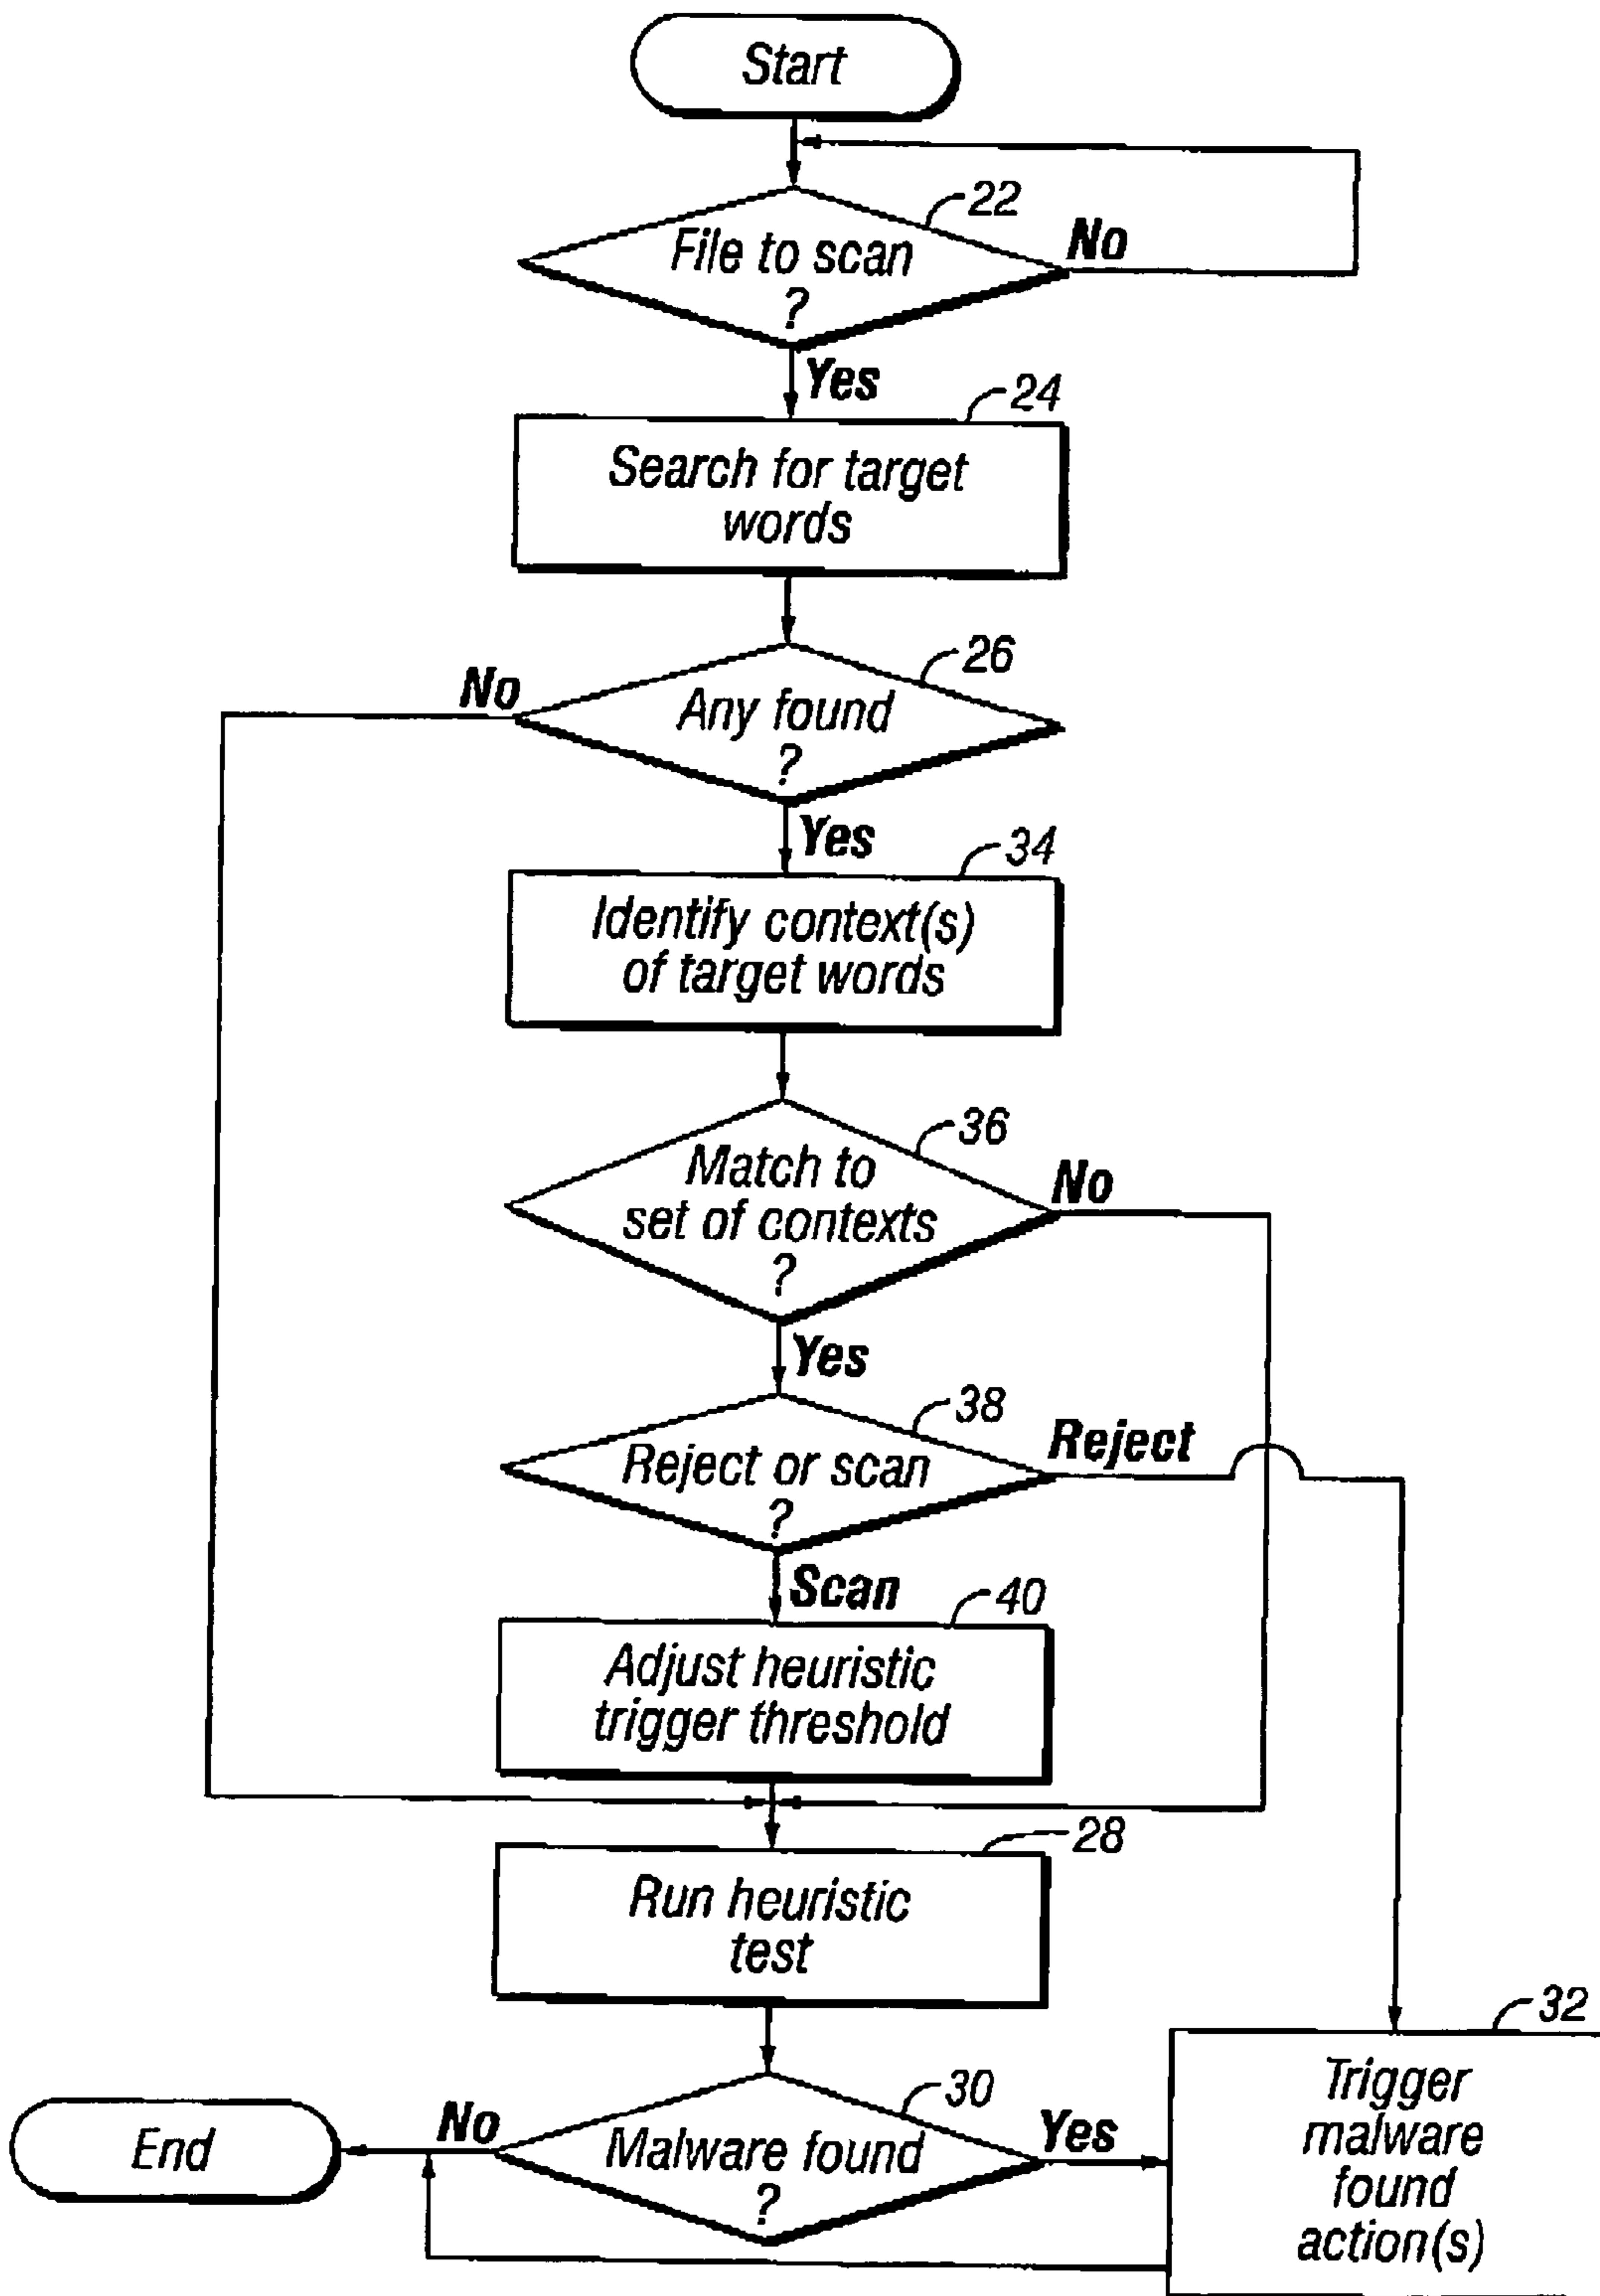 Start
22
File to scan
?
No
Yes
24
Search for target
words
26
No
Any found
?
Yes
34
Identify context(s)
of target words
36
Match to
set of contexts
?
No
Yes
38
Reject or scan
?
Reject
Scan
40
Adjust heuristic
trigger threshold
28
Run heuristic
test
32
30
Malware found
?
No
Yes
End
Trigger
malware
found
action(s)